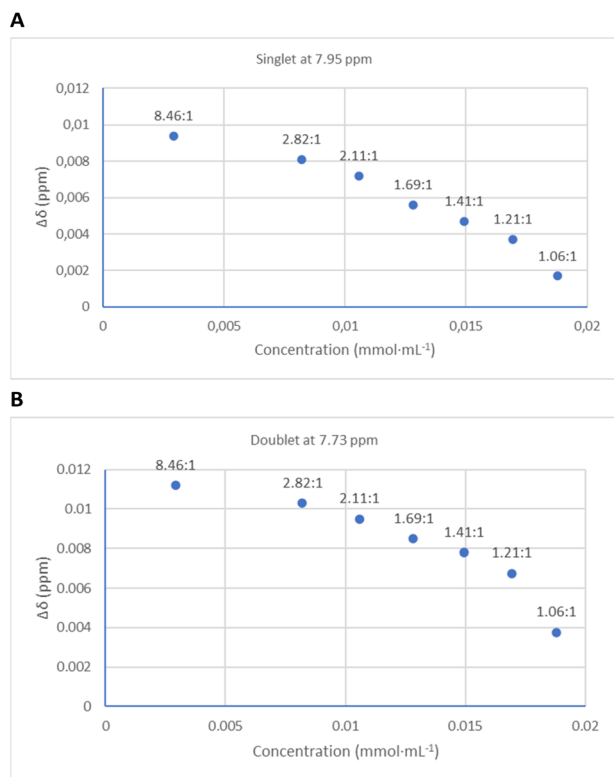 A
Singlet at 7.95 ppm
0,012
0,01
0,008
0,006
0,004
0,002
0
8.46:1
2.82:1
2.11:1
1.69:1
1.41:1
1.21:1
1.06:1
Δδ (ppm)
0 0,005 0,01 0,015 0,02
Concentration (mmol·mL⁻¹)
B
Doublet at 7.73 ppm
0.012
0.01
0.008
0.006
0.004
0.002
0
8.46:1
2.82:1
2.11:1
1.69:1
1.41:1
1.21:1
1.06:1
Δδ (ppm)
0 0.005 0.01 0.015 0.02
Concentration (mmol·mL⁻¹)